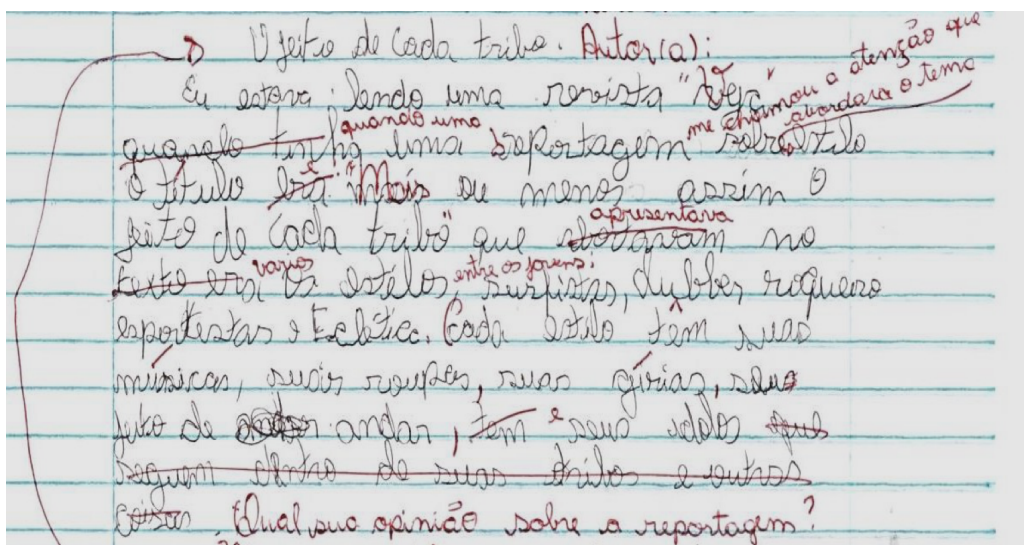 O jeito de cada tribo. Autor(a):
Eu estava lendo uma revista "Veja" me chamou a atenção que
quando tinha quando uma uma reportagem sobre abordava o tema estilo
O título era "Mais ou menos assim O
jeito de cada tribo" que apresentava no
texto era varios os estilos entre os jovens: surfistas, clubber roqueiro
esportestas e Eclético. Cada estilo têm suas
músicas, suas roupas, suas gírias, seus
jeito de andar, tem e seus idolos que
seguem dentro de suas tribos e outras
coisas. Qual sua opinião sobre a reportagem?